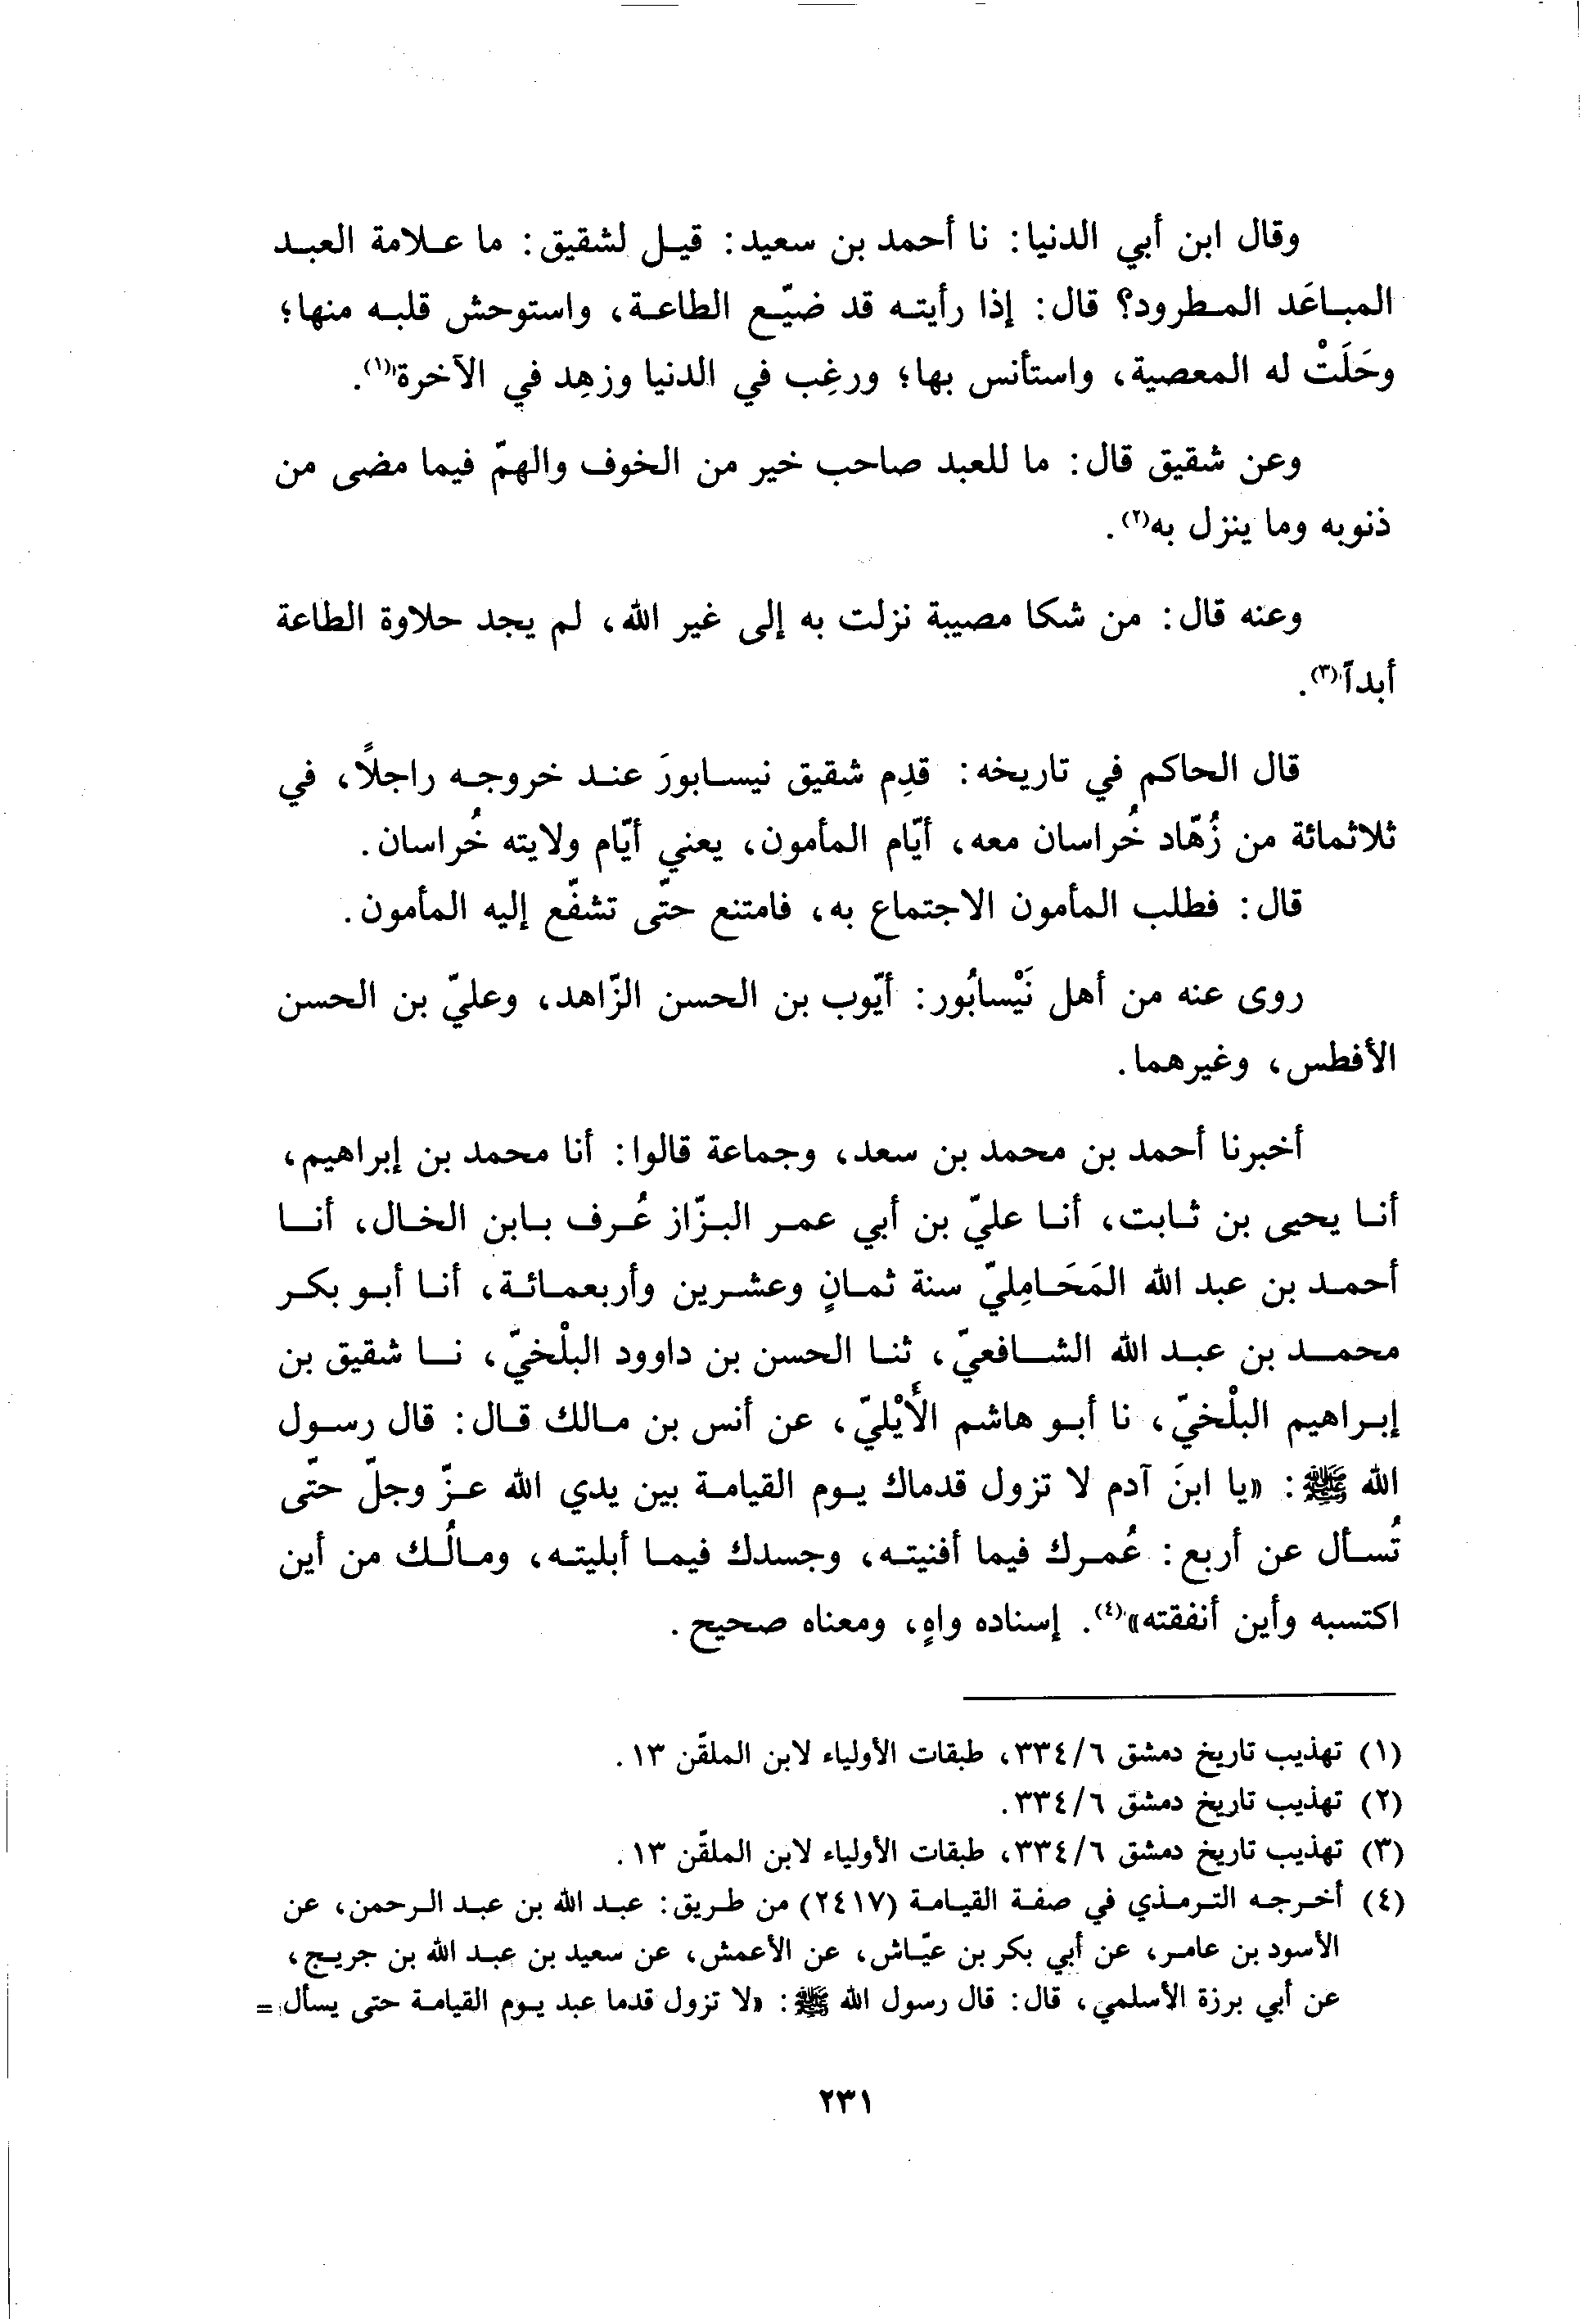 وقال ابن أبي الدنيا: نا أحمد بن سعيد: قيل لشقيق: ما علامة العبد
المباعَد المطرود؟ قال: إذا رأيته قد ضيّع الطاعة، واستوحش قلبه منها؛
وحَلَتْ له المعصية، واستأنس بها؛ ورغِب في الدنيا وزهِد في الآخرة(١).
وعن شقيق قال: ما للعبد صاحب خير من الخوف والهمّ فيما مضى من
ذنوبه وما ينزل به(٢).
وعنه قال: من شكا مصيبة نزلت به إلى غير الله، لم يجد حلاوة الطاعة
أبداً(٣).
قال الحاكم في تاريخه: قدِم شقيق نيسابورَ عند خروجه راجلاً، في
ثلاثمائة من زُهّاد خُراسان معه، أيّام المأمون، يعني أيّام ولايته خُراسان.
قال: فطلب المأمون الاجتماع به، فامتنع حتّى تشفّع إليه المأمون.
روى عنه من أهل نَيْسابُور: أيّوب بن الحسن الزّاهد، وعليّ بن الحسن
الأفطس، وغيرهما.
أخبرنا أحمد بن محمد بن سعد، وجماعة قالوا: أنا محمد بن إبراهيم،
أنا يحيى بن ثابت، أنا عليّ بن أبي عمر البزّاز عُرف بابن الخال، أنا
أحمد بن عبد الله المَحَامِليّ سنة ثمانٍ وعشرين وأربعمائة، أنا أبو بكر
محمد بن عبد الله الشافعيّ، ثنا الحسن بن داوود البلْخيّ، نا شقيق بن
إبراهيم البلْخيّ، نا أبو هاشم الأَيْليّ، عن أنس بن مالك قال: قال رسول
الله ﷺ: «يا ابنَ آدم لا تزول قدماك يوم القيامة بين يدي الله عزّ وجلّ حتّى
تُسأل عن أربع: عُمرك فيما أفنيته، وجسدك فيما أبليته، ومالُك من أين
اكتسبه وأين أنفقته»(٤). إسناده واهٍ، ومعناه صحيح.
(١) تهذيب تاريخ دمشق ٣٣٤/٦، طبقات الأولياء لابن الملقّن ١٣.
(٢) تهذيب تاريخ دمشق ٣٣٤/٦.
(٣) تهذيب تاريخ دمشق ٣٣٤/٦، طبقات الأولياء لابن الملقّن ١٣.
(٤) أخرجه الترمذي في صفة القيامة (٢٤١٧) من طريق: عبد الله بن عبد الرحمن، عن
الأسود بن عامر، عن أبي بكر بن عيّاش، عن الأعمش، عن سعيد بن عبد الله بن جريج،
عن أبي برزة الأسلمي، قال: قال رسول الله ﷺ: «لا تزول قدما عبد يوم القيامة حتى يسأل =
٢٣١